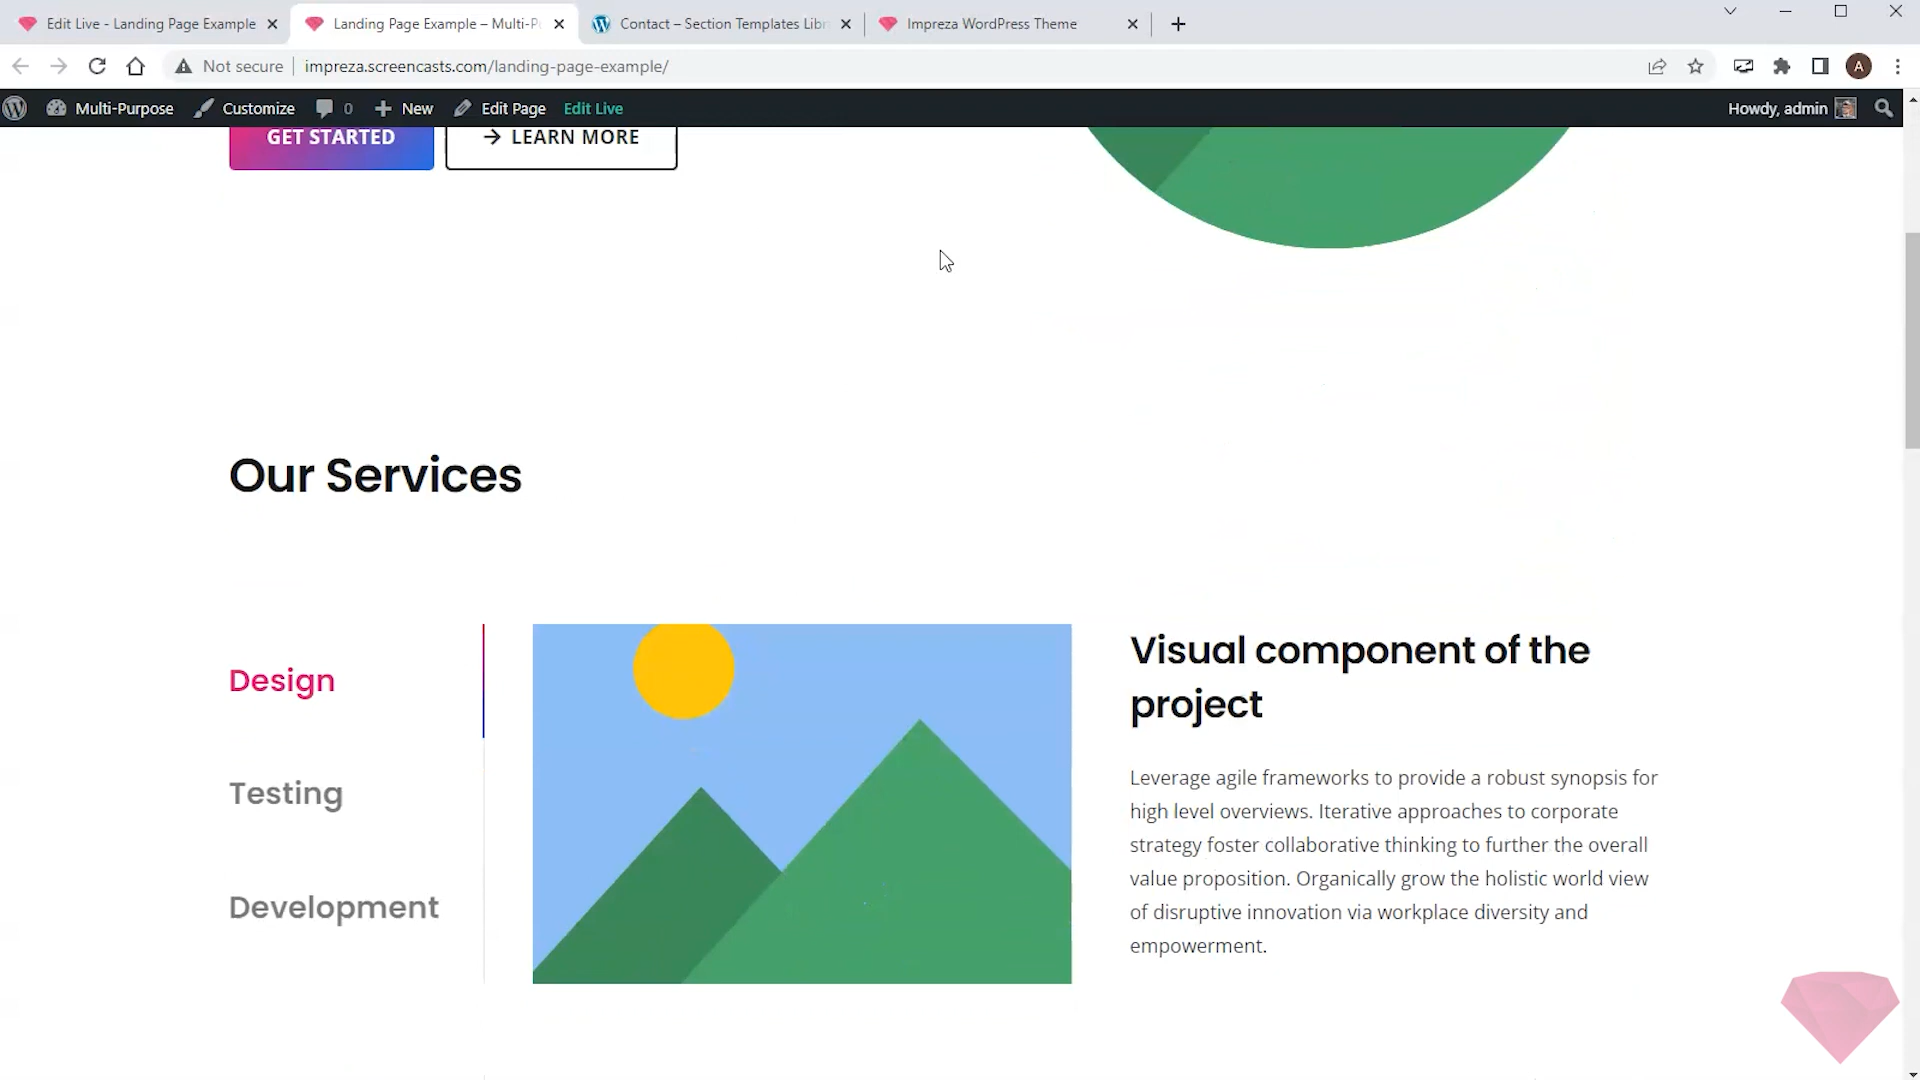 Edit Live - Landing Page Example
Landing Page Example – Multi-P
Contact – Section Templates Libr
Impreza WordPress Theme
Not secure
impreza.screencasts.com/landing-page-example/
Multi-Purpose
Customize
0
New
Edit Page
Edit Live
Howdy, admin
A
GET STARTED
LEARN MORE
Our Services
Design
Testing
Development
Visual component of the
project
Leverage agile frameworks to provide a robust synopsis for
high level overviews. Iterative approaches to corporate
strategy foster collaborative thinking to further the overall
value proposition. Organically grow the holistic world view
of disruptive innovation via workplace diversity and
empowerment.